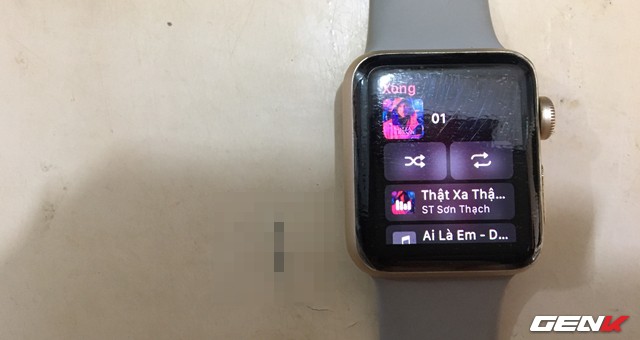 Xong
01
Thật Xa Thậ...
ST Sơn Thạch
Ai Là Em - D...
GENK